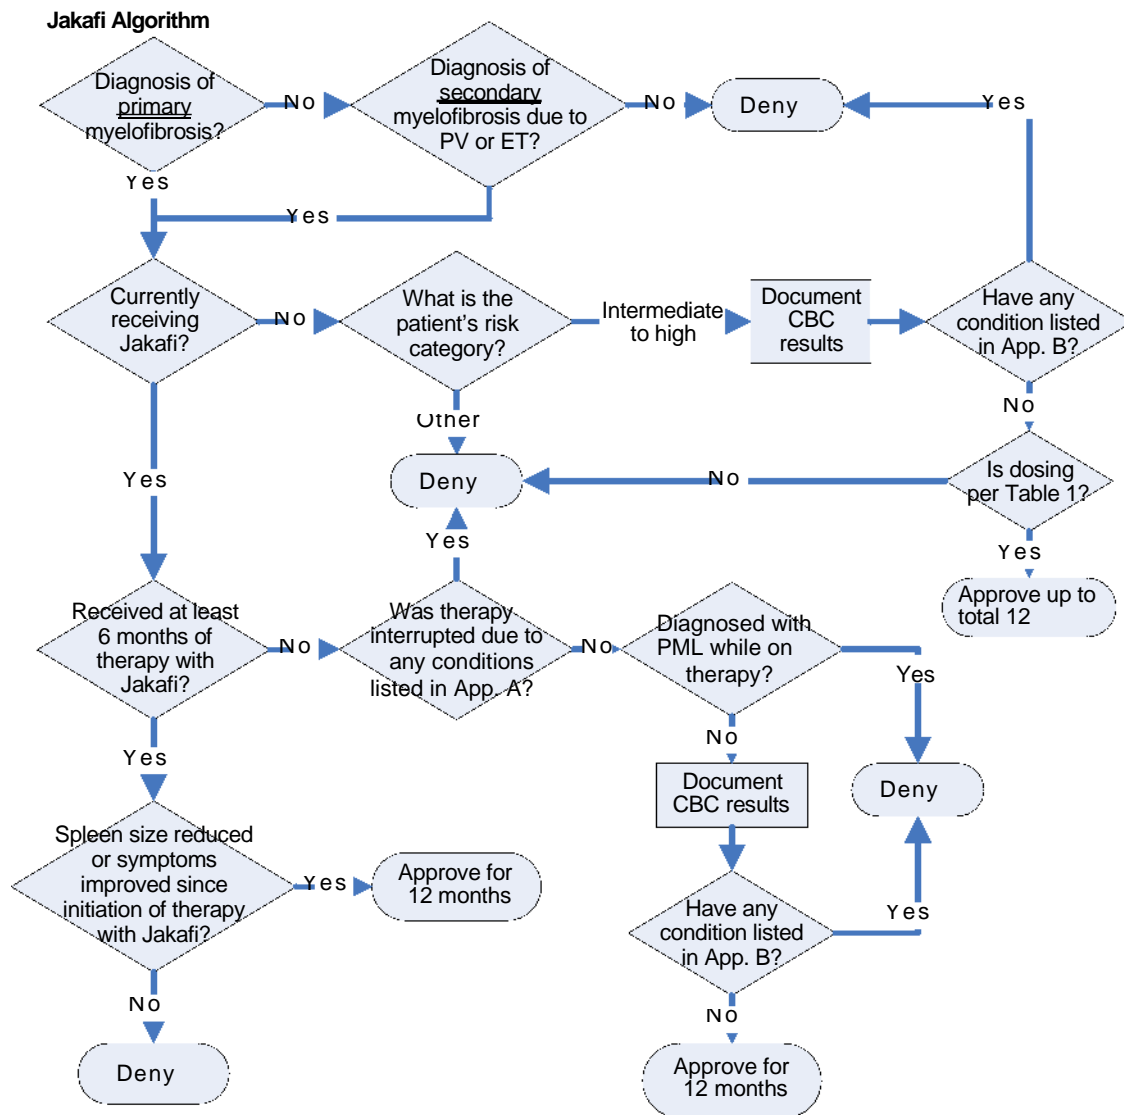 Jakafi Algorithm
Diagnosis of
primary
myelofibrosis?
No
Diagnosis of
secondary
myelofibrosis due to
PV or ET?
No
Deny
Yes
Yes
Yes
Currently
receiving
Jakafi?
No
What is the
patient's risk
category?
Intermediate
to high
Document
CBC
results
Have any
condition listed
in App. B?
Other
No
Deny
No
Is dosing
per Table 1?
Yes
Yes
Yes
Approve up to
total 12
Received at least
6 months of
therapy with
Jakafi?
No
Was therapy
interrupted due to
any conditions
listed in App. A?
No
Diagnosed with
PML while on
therapy?
Yes
Yes
No
Document
CBC results
Deny
Spleen size reduced
or symptoms
improved since
initiation of therapy
with Jakafi?
Yes
Approve for
12 months
Have any
condition listed
in App. B?
Yes
No
No
Deny
Approve for
12 months